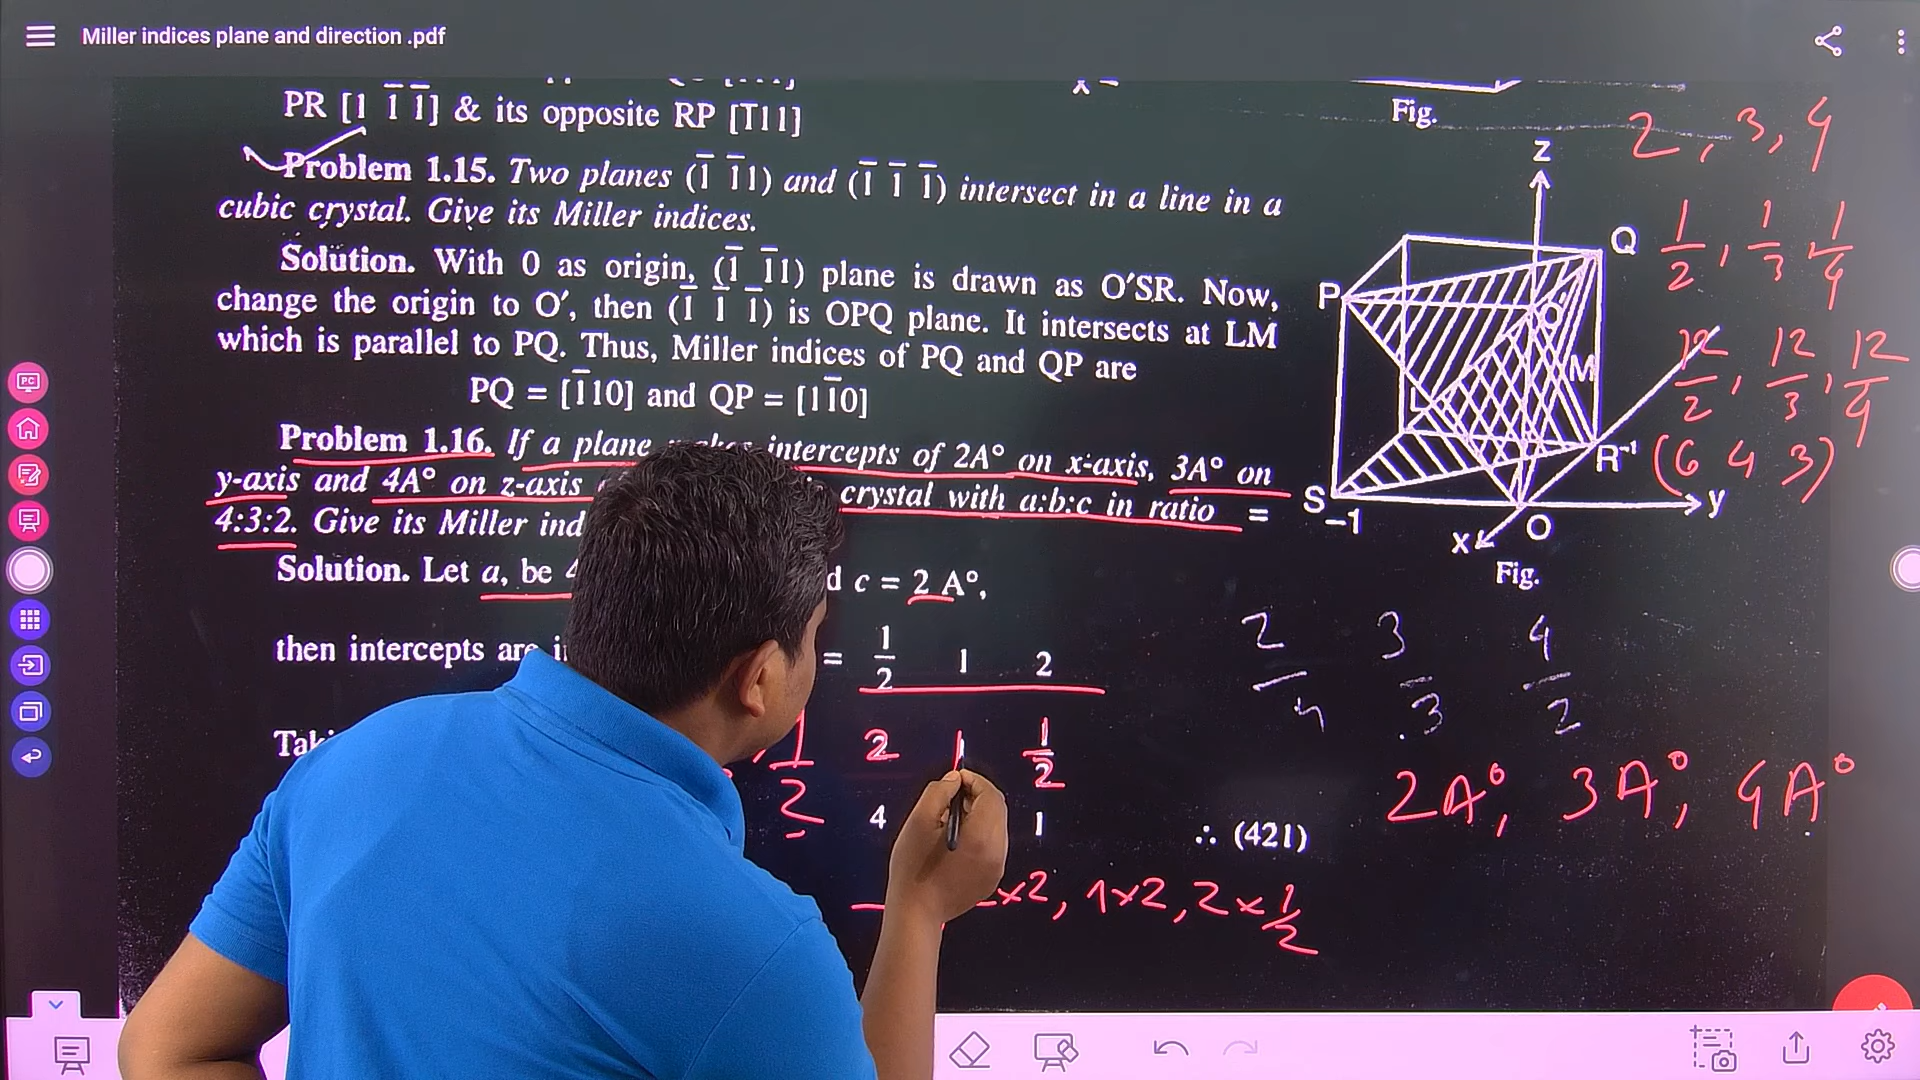 Miller indices plane and direction .pdf
PR [1 1̅ 1̅] & its opposite RP [1̅11]
Fig.
Problem 1.15. Two planes (1̅ 1̅1) and (1̅ 1̅ 1̅) intersect in a line in a
cubic crystal. Give its Miller indices.
Solution. With 0 as origin, (1̅ 1̅1) plane is drawn as O′SR. Now,
change the origin to O′, then (1̅ 1̅ 1̅) is OPQ plane. It intersects at LM
which is parallel to PQ. Thus, Miller indices of PQ and QP are
PQ = [1̅10] and QP = [11̅0]
Problem 1.16. If a plane intercepts of 2A° on x-axis, 3A° on
y-axis and 4A° on z-axis crystal with a:b:c in ratio =
4:3:2. Give its Miller
Solution. Let a, be 4 c = 2 A°,
then intercepts are = 1/2 1 2
1/2 2 1 1/2
4 1 ∴ (421)
×2, 1×2, 2×1/2
z
Q
P
O′
M
R⁻¹
S
-1
O
x
y
Fig.
2, 3, 4
1/2, 1/3, 1/4
12/2, 12/3, 12/4
(6 4 3)
2/4 3/3 4/2
2A°, 3A°, 4A°
PC